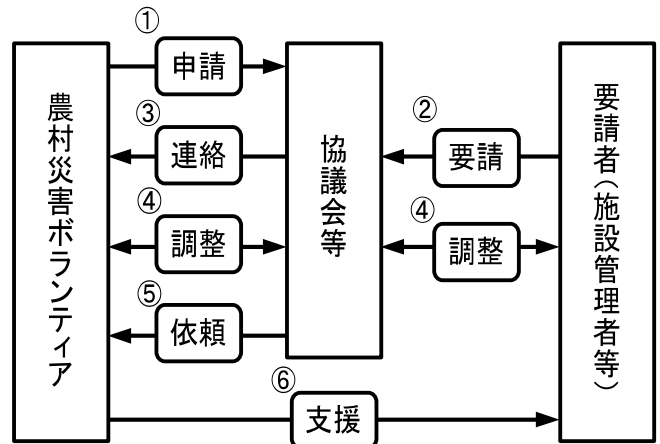 農村災害ボランティア
①
申請
③
連絡
④
調整
⑤
依頼
⑥
支援
協議会等
②
要請
④
調整
要請者(施設管理者等)